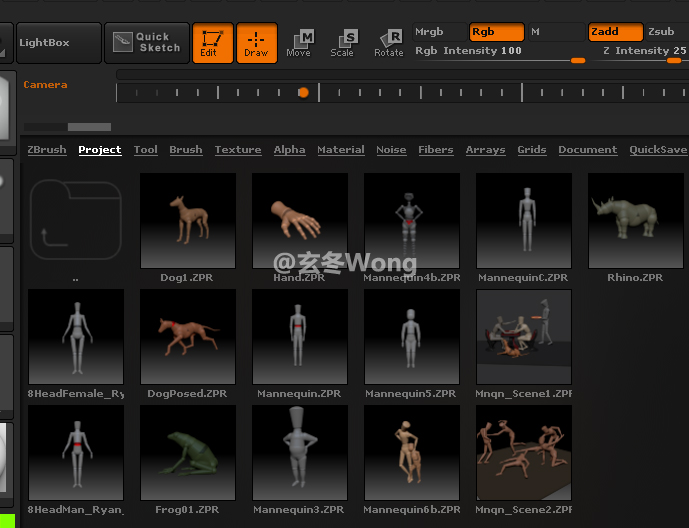 LightBox
Quick
Sketch
Edit
Draw
Move
M
Scale
S
Rotate
R
Mrgb
Rgb
M
Zadd
Zsub
Rgb Intensity 100
Z Intensity 25
Camera
ZBrush Project Tool Brush Texture Alpha Material Noise Fibers Arrays Grids Document QuickSave
..
Dog1.ZPR
Hand.ZPR
Mannequin4b.ZPR
MannequinC.ZPR
Rhino.ZPR
@玄冬Wong
8HeadFemale_Ry
DogPosed.ZPR
Mannequin.ZPR
Mannequin5.ZPR
Mnqn_Scene1.ZPR
8HeadMan_Ryan_
Frog01.ZPR
Mannequin3.ZPR
Mannequin6b.ZPR
Mnqn_Scene2.ZPR